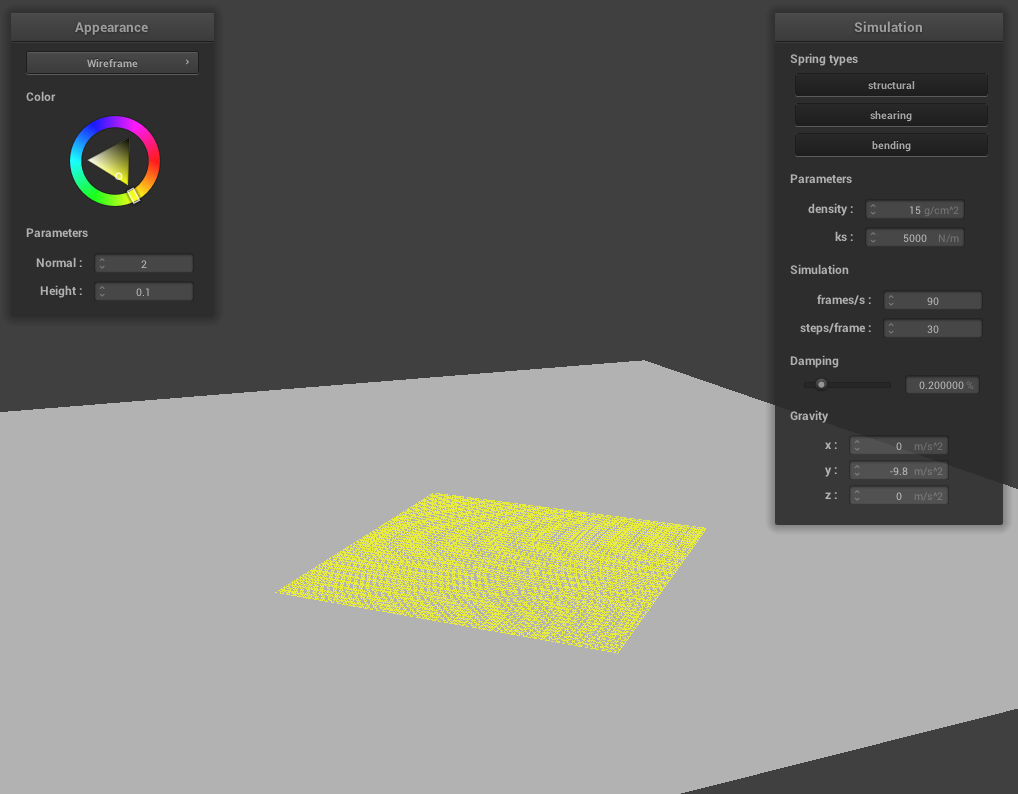 Appearance
Wireframe
Color
Parameters
Normal : 2
Height : 0.1
Simulation
Spring types
structural
shearing
bending
Parameters
density : 15 g/cm^2
ks : 5000 N/m
Simulation
frames/s : 90
steps/frame : 30
Damping
0.200000 %
Gravity
x : 0 m/s^2
y : -9.8 m/s^2
z : 0 m/s^2